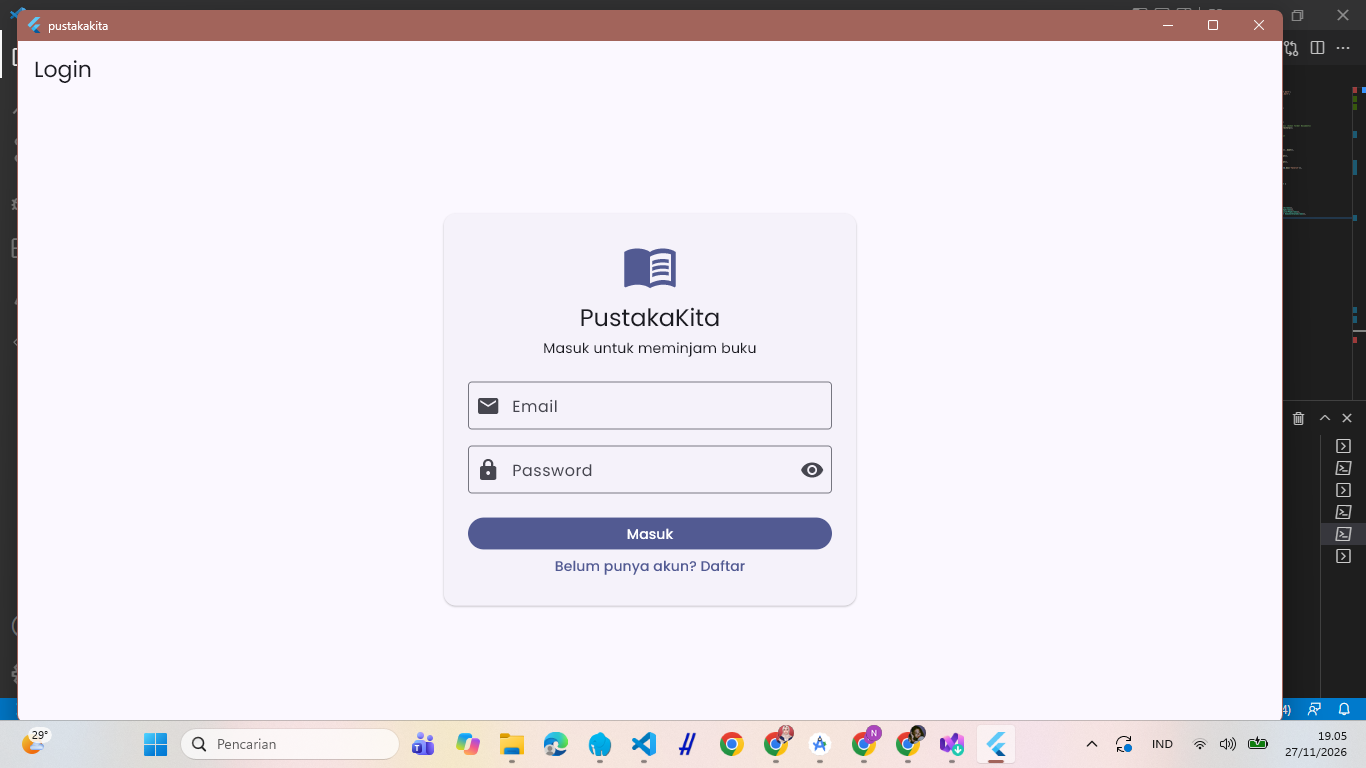 pustakakita
Login
PustakaKita
Masuk untuk meminjam buku
Email
Password
Masuk
Belum punya akun? Daftar
4)
29°
Pencarian
N
IND
19.05
27/11/2026